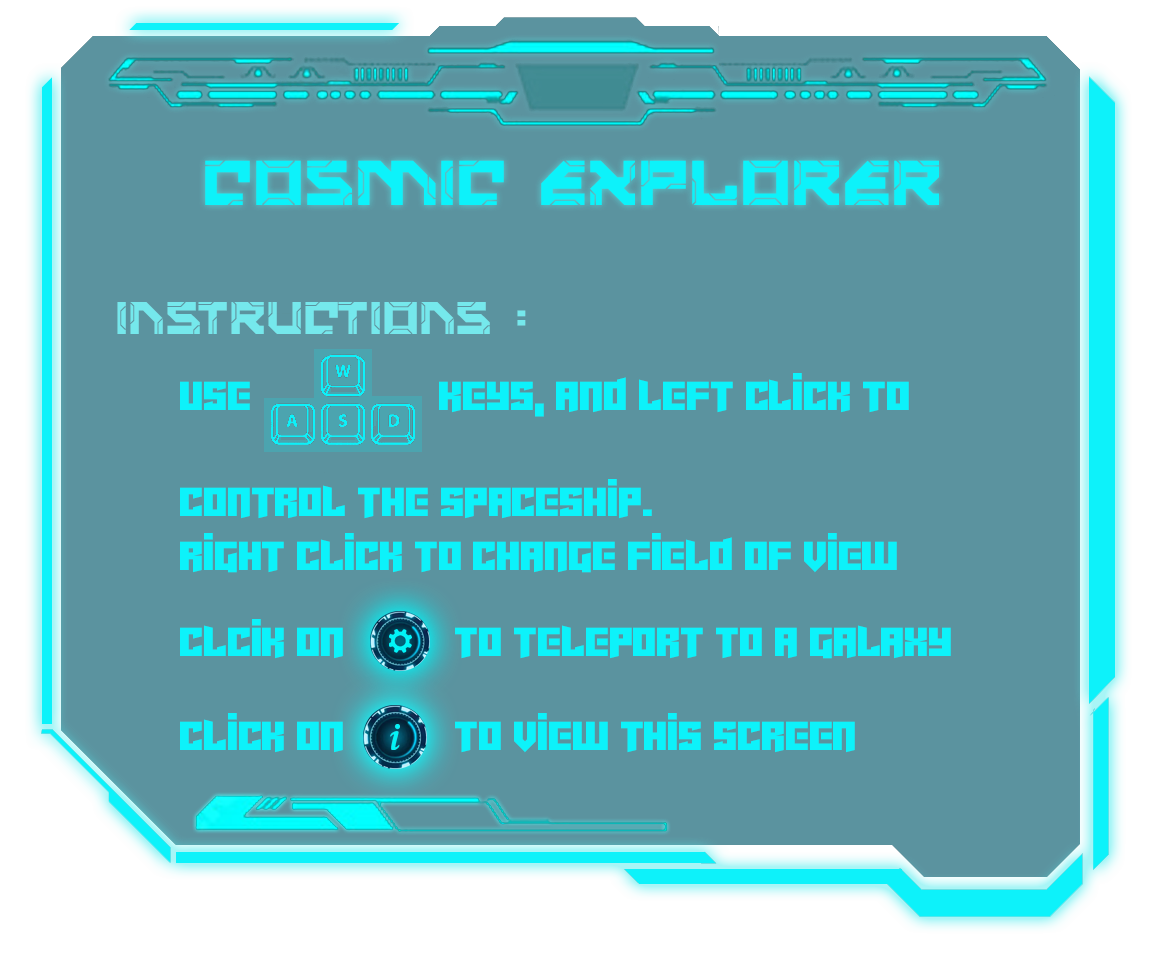 COSMIC EXPLORER
INSTRUCTIONS :
W
USE A S D KEYS, AND LEFT CLICK TO
CONTROL THE SPACESHIP.
RIGHT CLICK TO CHANGE FIELD OF VIEW
CLCIK ON TO TELEPORT TO A GALAXY
CLICK ON i TO VIEW THIS SCREEN